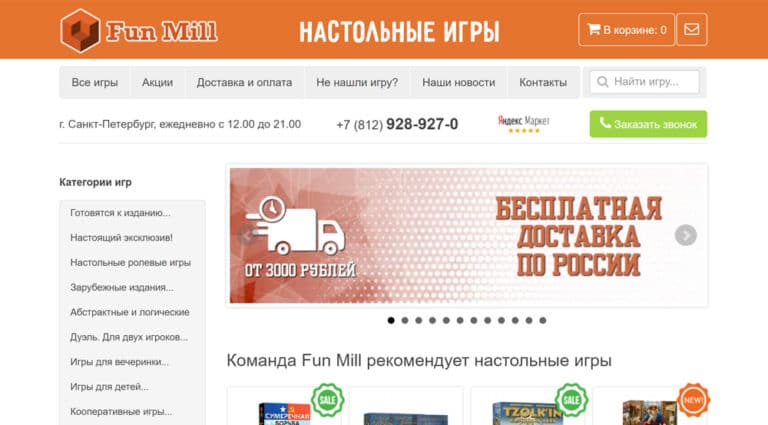 Fun Mill
НАСТОЛЬНЫЕ ИГРЫ
В корзине: 0
Все игры
Акции
Доставка и оплата
Не нашли игру?
Наши новости
Контакты
Найти игру...
г. Санкт-Петербург, ежедневно с 12.00 до 21.00
+7 (812) 928-927-0
Яндекс Маркет
Заказать звонок
Категории игр
Готовятся к изданию...
Настоящий эксклюзив!
Настольные ролевые игры
Зарубежные издания...
Абстрактные и логические
Дуэль. Для двух игроков...
Игры для вечеринки...
Игры для детей...
Кооперативные игры...
ОТ 3000 РУБЛЕЙ
БЕСПЛАТНАЯ
ДОСТАВКА
ПО РОССИИ
Команда Fun Mill рекомендует настольные игры
SALE
СУМЕРЕЧНАЯ
БОРЬБА
SALE
TZOLK'IN
NEW!